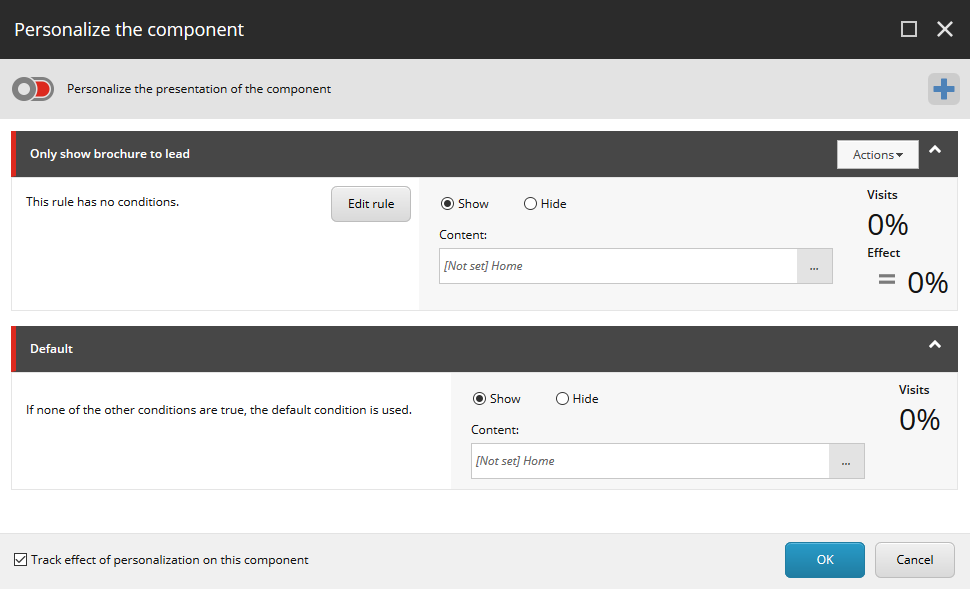 Personalize the component
Personalize the presentation of the component
Only show brochure to lead
Actions
This rule has no conditions.
Edit rule
Show
Hide
Content:
[Not set] Home
...
Visits
0%
Effect
= 0%
Default
If none of the other conditions are true, the default condition is used.
Show
Hide
Content:
[Not set] Home
...
Visits
0%
Track effect of personalization on this component
OK
Cancel